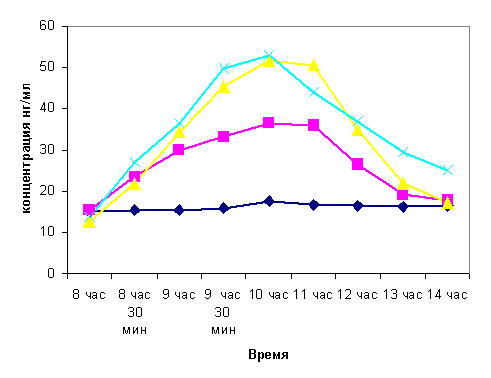 60
50
40
30
20
10
0
концентрация нг/мл
8 час
8 час
30
мин
9 час
9 час
30
мин
10 час
11 час
12 час
13 час
14 час
Время